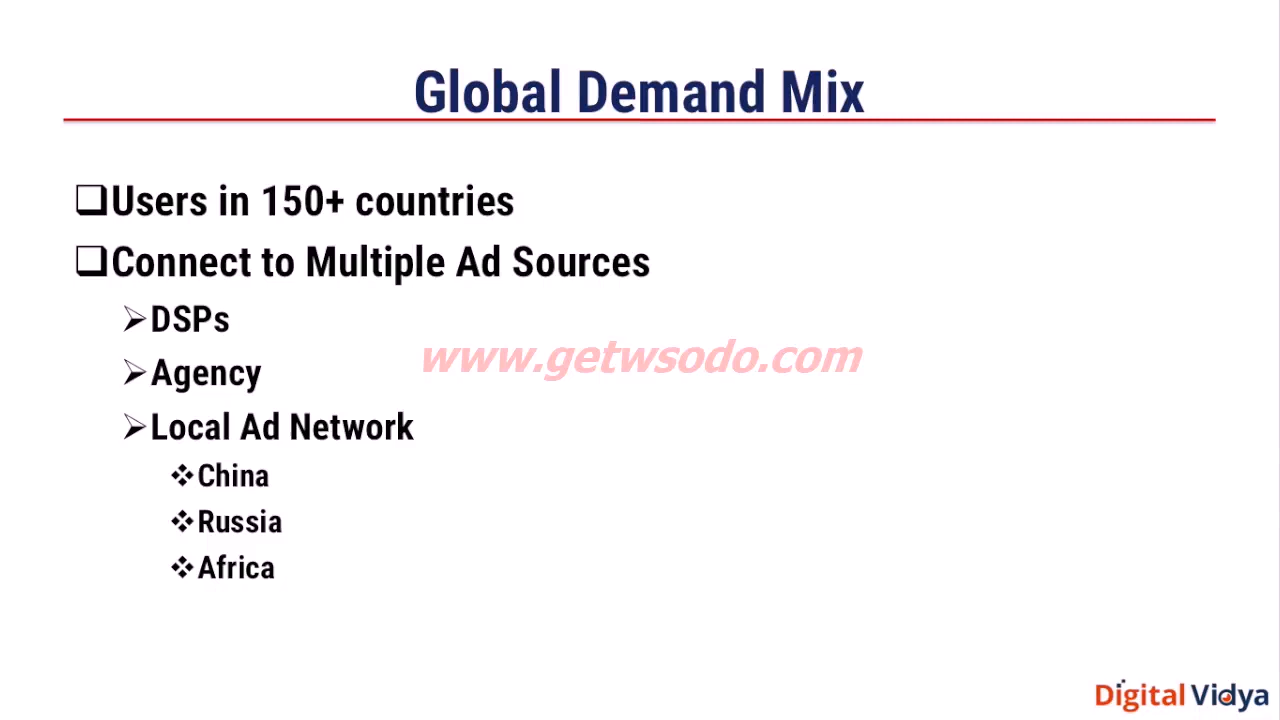 Global Demand Mix
Users in 150+ countries
Connect to Multiple Ad Sources
DSPs
www.getwsodo.com
Agency
Local Ad Network
China
Russia
Africa
Digital Vidya